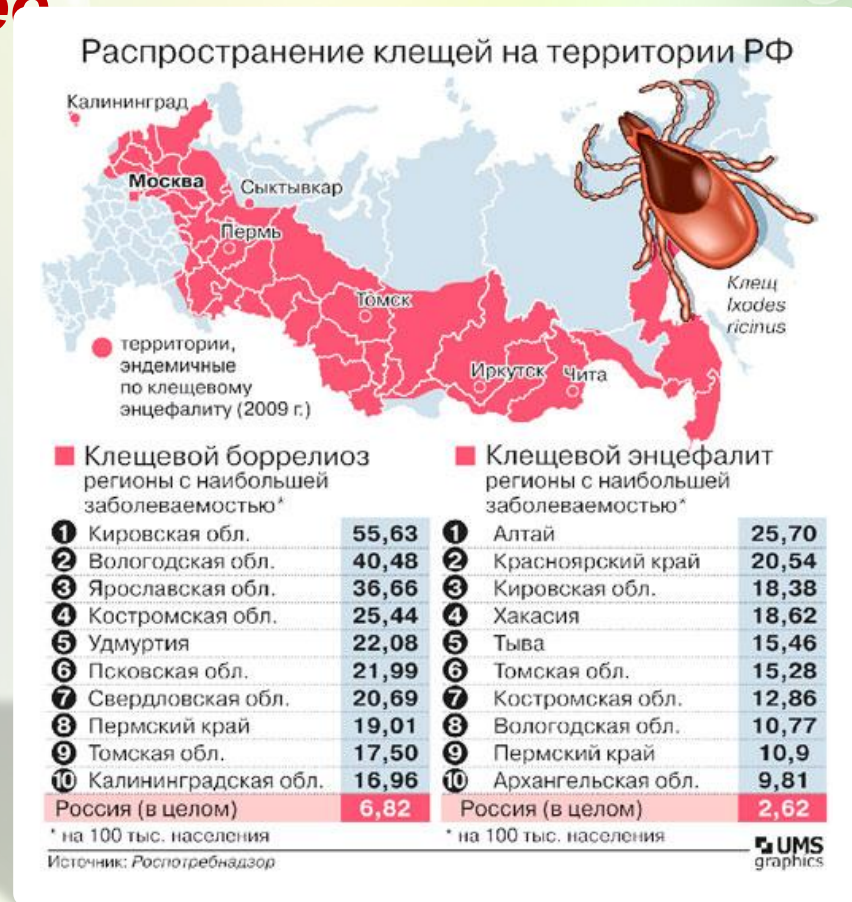 Распространение клещей на территории РФ
Калининград
Москва
Сыктывкар
Пермь
Томск
Иркутск
Чита
Клещ
Ixodes
ricinus
территории,
эндемичные
по клещевому
энцефалиту (2009 г.)
Клещевой боррелиоз
регионы с наибольшей
заболеваемостью*
1 Кировская обл. 55,63
2 Вологодская обл. 40,48
3 Ярославская обл. 36,66
4 Костромская обл. 25,44
5 Удмуртия 22,08
6 Псковская обл. 21,99
7 Свердловская обл. 20,69
8 Пермский край 19,01
9 Томская обл. 17,50
10 Калининградская обл. 16,96
Россия (в целом) 6,82
* на 100 тыс. населения
Клещевой энцефалит
регионы с наибольшей
заболеваемостью*
1 Алтай 25,70
2 Красноярский край 20,54
3 Кировская обл. 18,38
4 Хакасия 18,62
5 Тыва 15,46
6 Томская обл. 15,28
7 Костромская обл. 12,86
8 Вологодская обл. 10,77
9 Пермский край 10,9
10 Архангельская обл. 9,81
Россия (в целом) 2,62
* на 100 тыс. населения
Источник: Роспотребнадзор
UMS
graphics